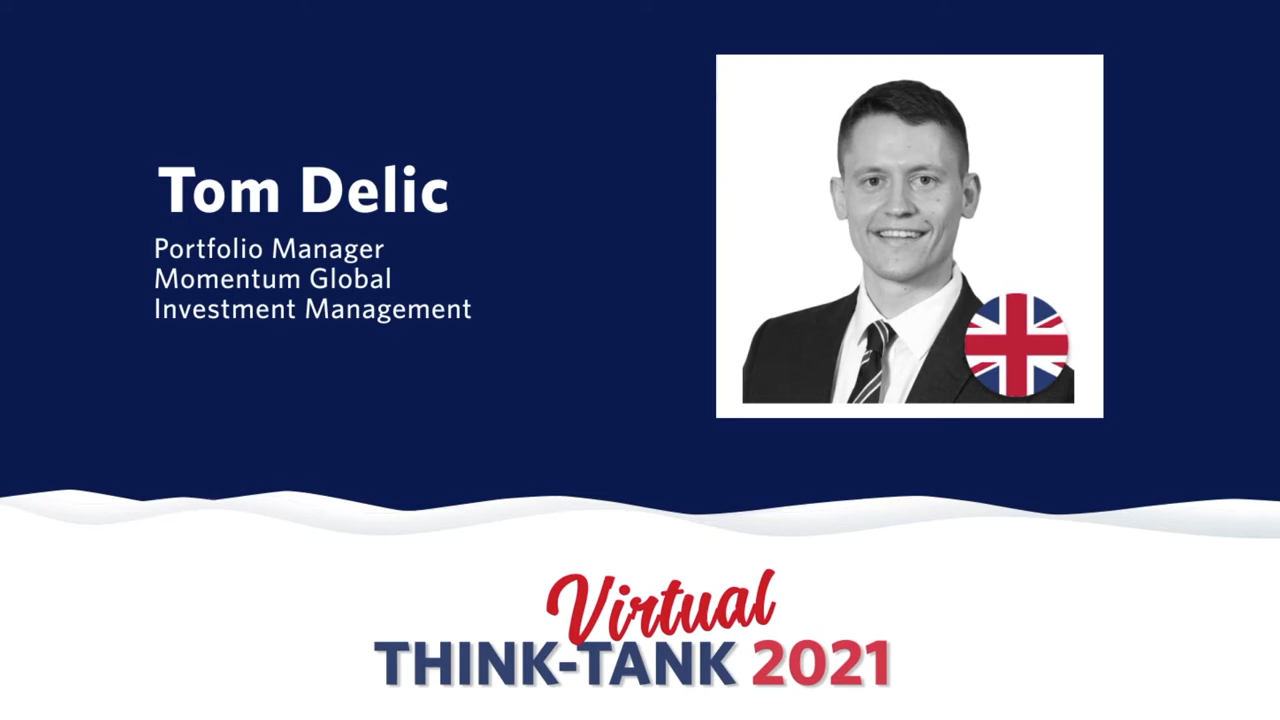 Tom Delic
Portfolio Manager
Momentum Global
Investment Management
Virtual
THINK-TANK 2021